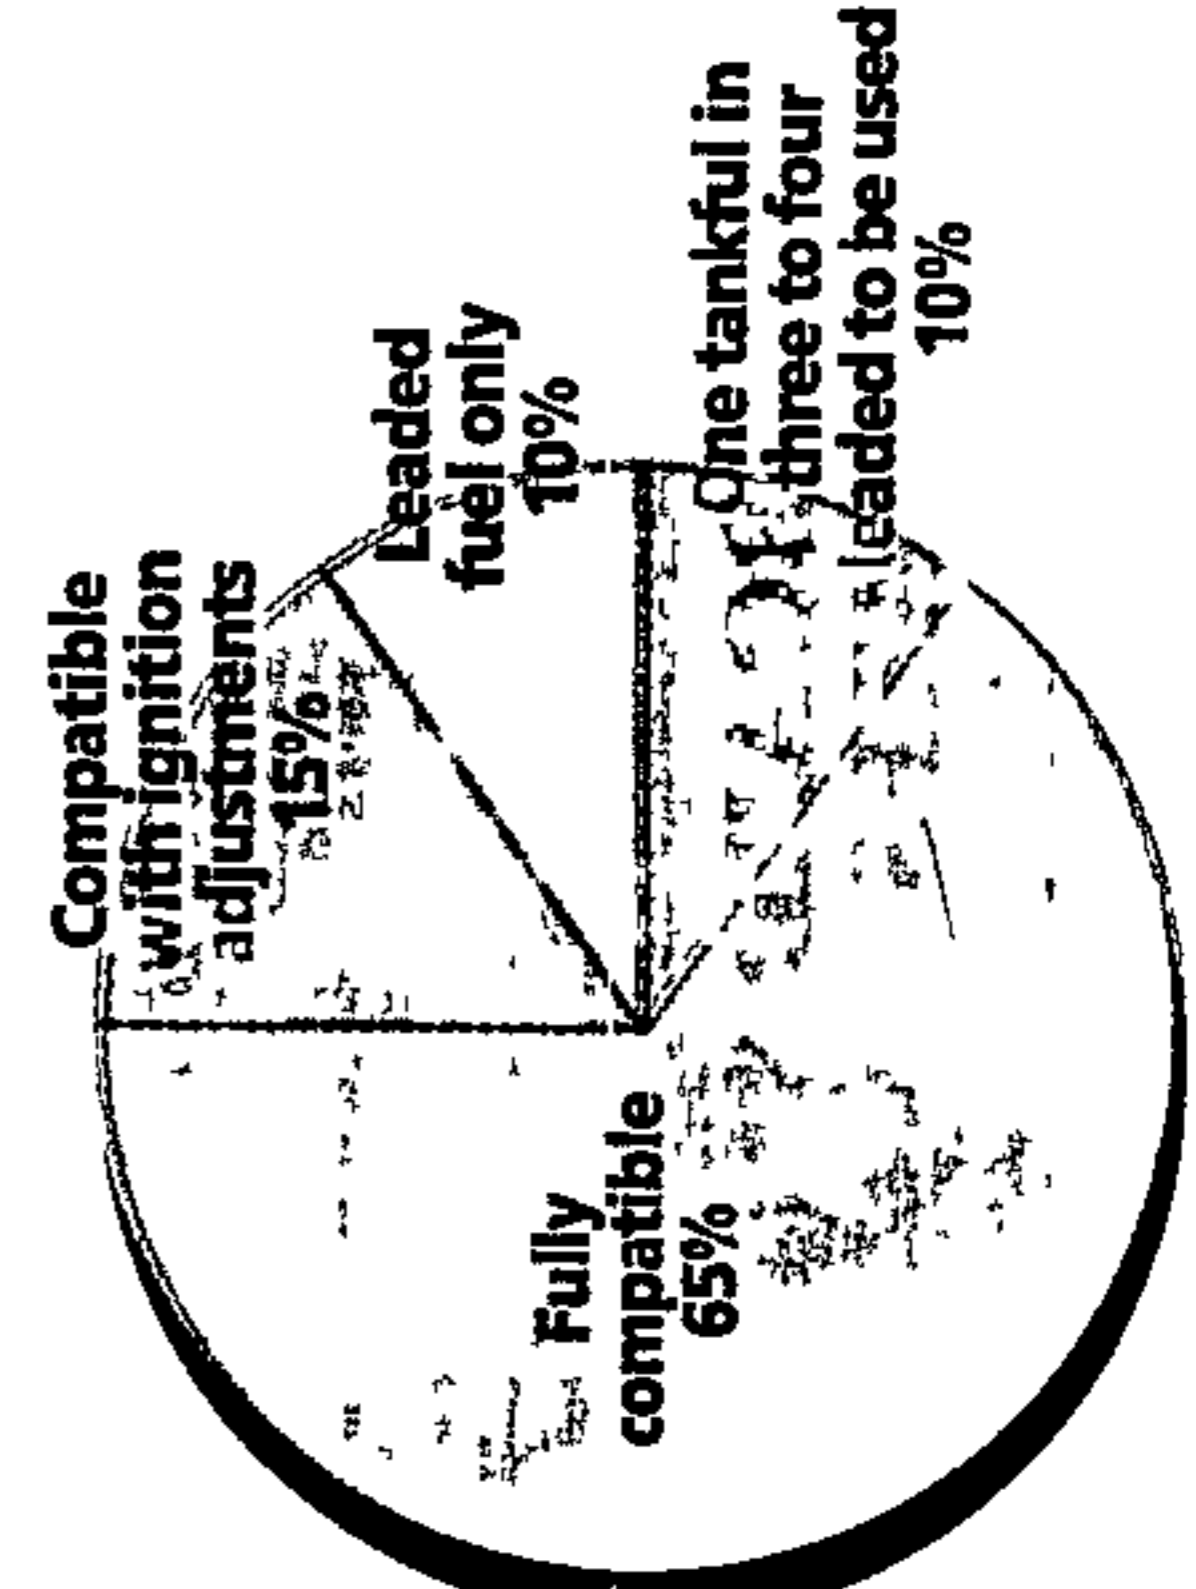 Compatible
with ignition
adjustments
15%
Leaded
fuel only
10%
One tankful in
three to four
leaded to be used
10%
Fully
compatible
65%